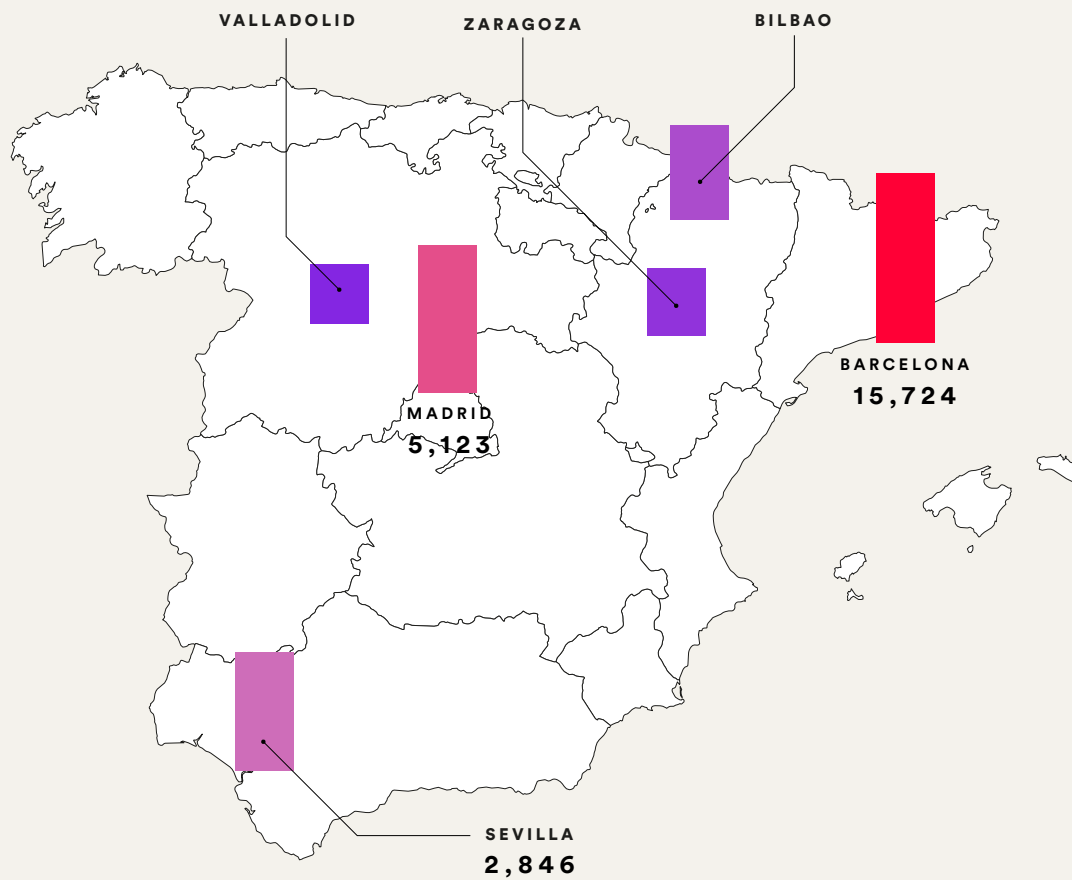 VALLADOLID
ZARAGOZA
BILBAO
BARCELONA
15,724
MADRID
5,123
SEVILLA
2,846